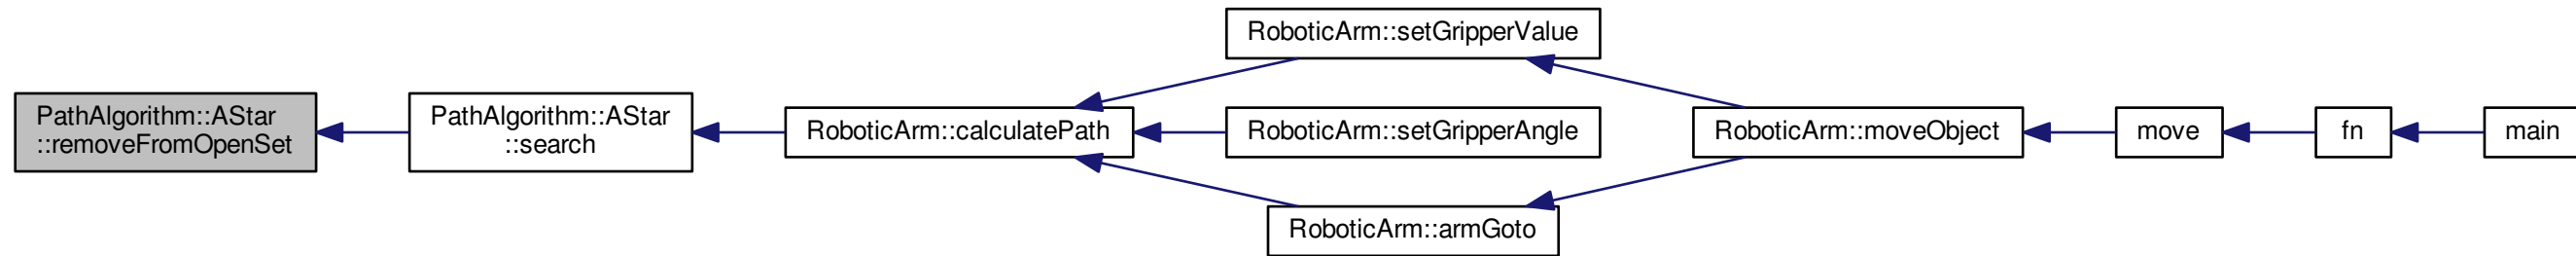 PathAlgorithm::AStar
::removeFromOpenSet
PathAlgorithm::AStar
::search
RoboticArm::calculatePath
RoboticArm::setGripperValue
RoboticArm::setGripperAngle
RoboticArm::armGoto
RoboticArm::moveObject
move
fn
main